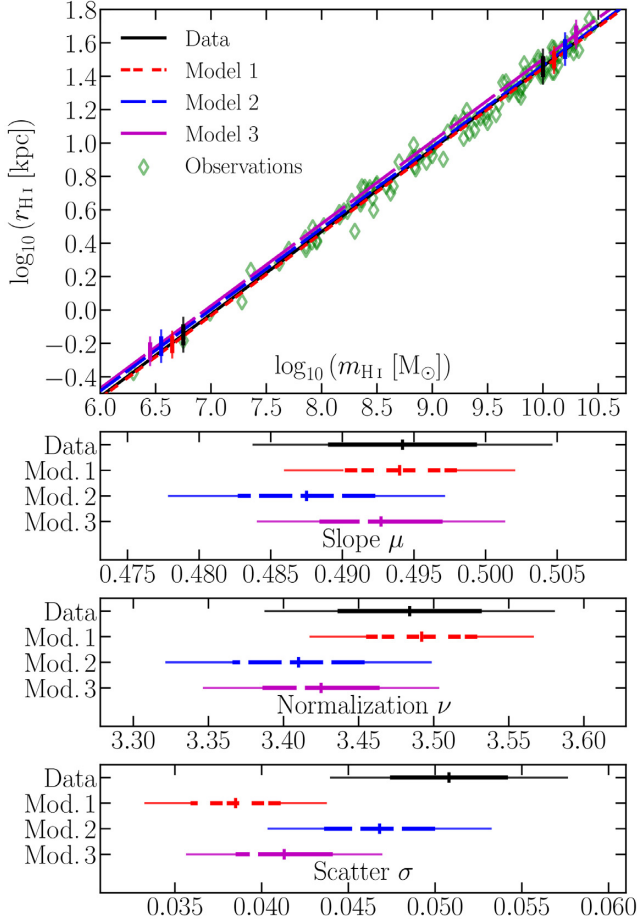 1.8
1.6
1.4
1.2
1.0
0.8
0.6
0.4
0.2
0.0
−0.2
−0.4
log₁₀ (r_HI [kpc])
Data
Model 1
Model 2
Model 3
Observations
log₁₀ (m_HI [M_⊙])
6.0 6.5 7.0 7.5 8.0 8.5 9.0 9.5 10.0 10.5
Data
Mod. 1
Mod. 2
Mod. 3
Slope μ
0.475 0.480 0.485 0.490 0.495 0.500 0.505
Data
Mod. 1
Mod. 2
Mod. 3
Normalization ν
3.30 3.35 3.40 3.45 3.50 3.55 3.60
Data
Mod. 1
Mod. 2
Mod. 3
Scatter σ
0.035 0.040 0.045 0.050 0.055 0.060